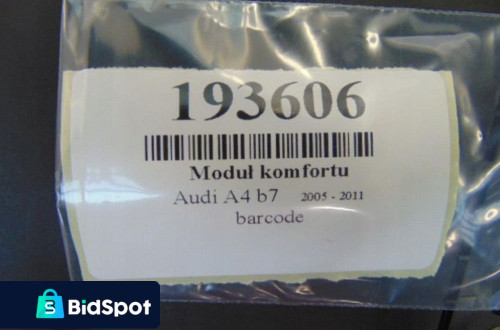 193606
Moduł komfortu
Audi A4 b7 2005 - 2011
barcode
S
BidSpot